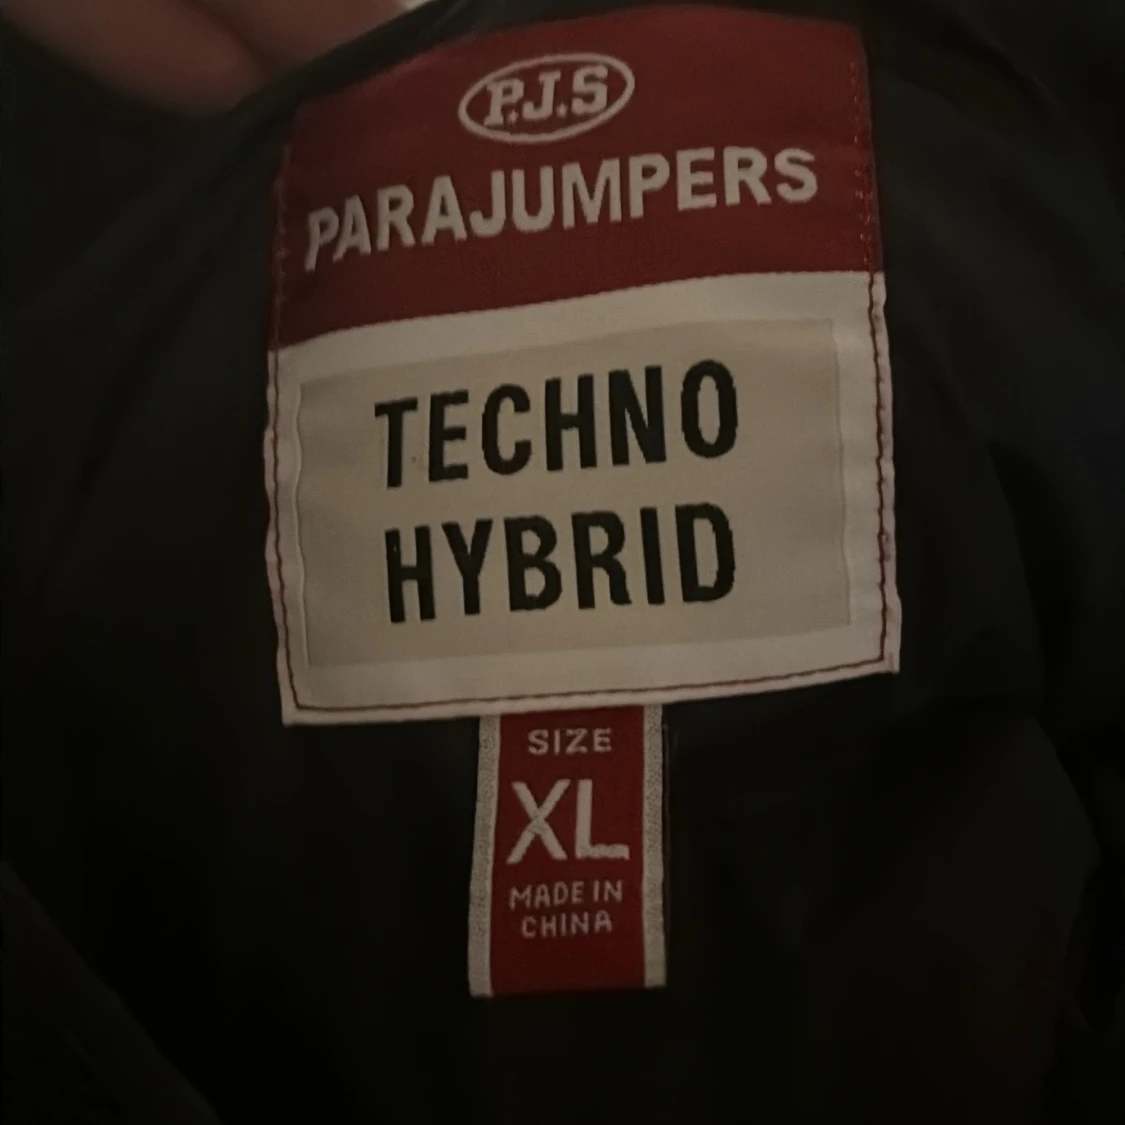 P.J.S
PARAJUMPERS
TECHNO
HYBRID
SIZE
XL
MADE IN
CHINA